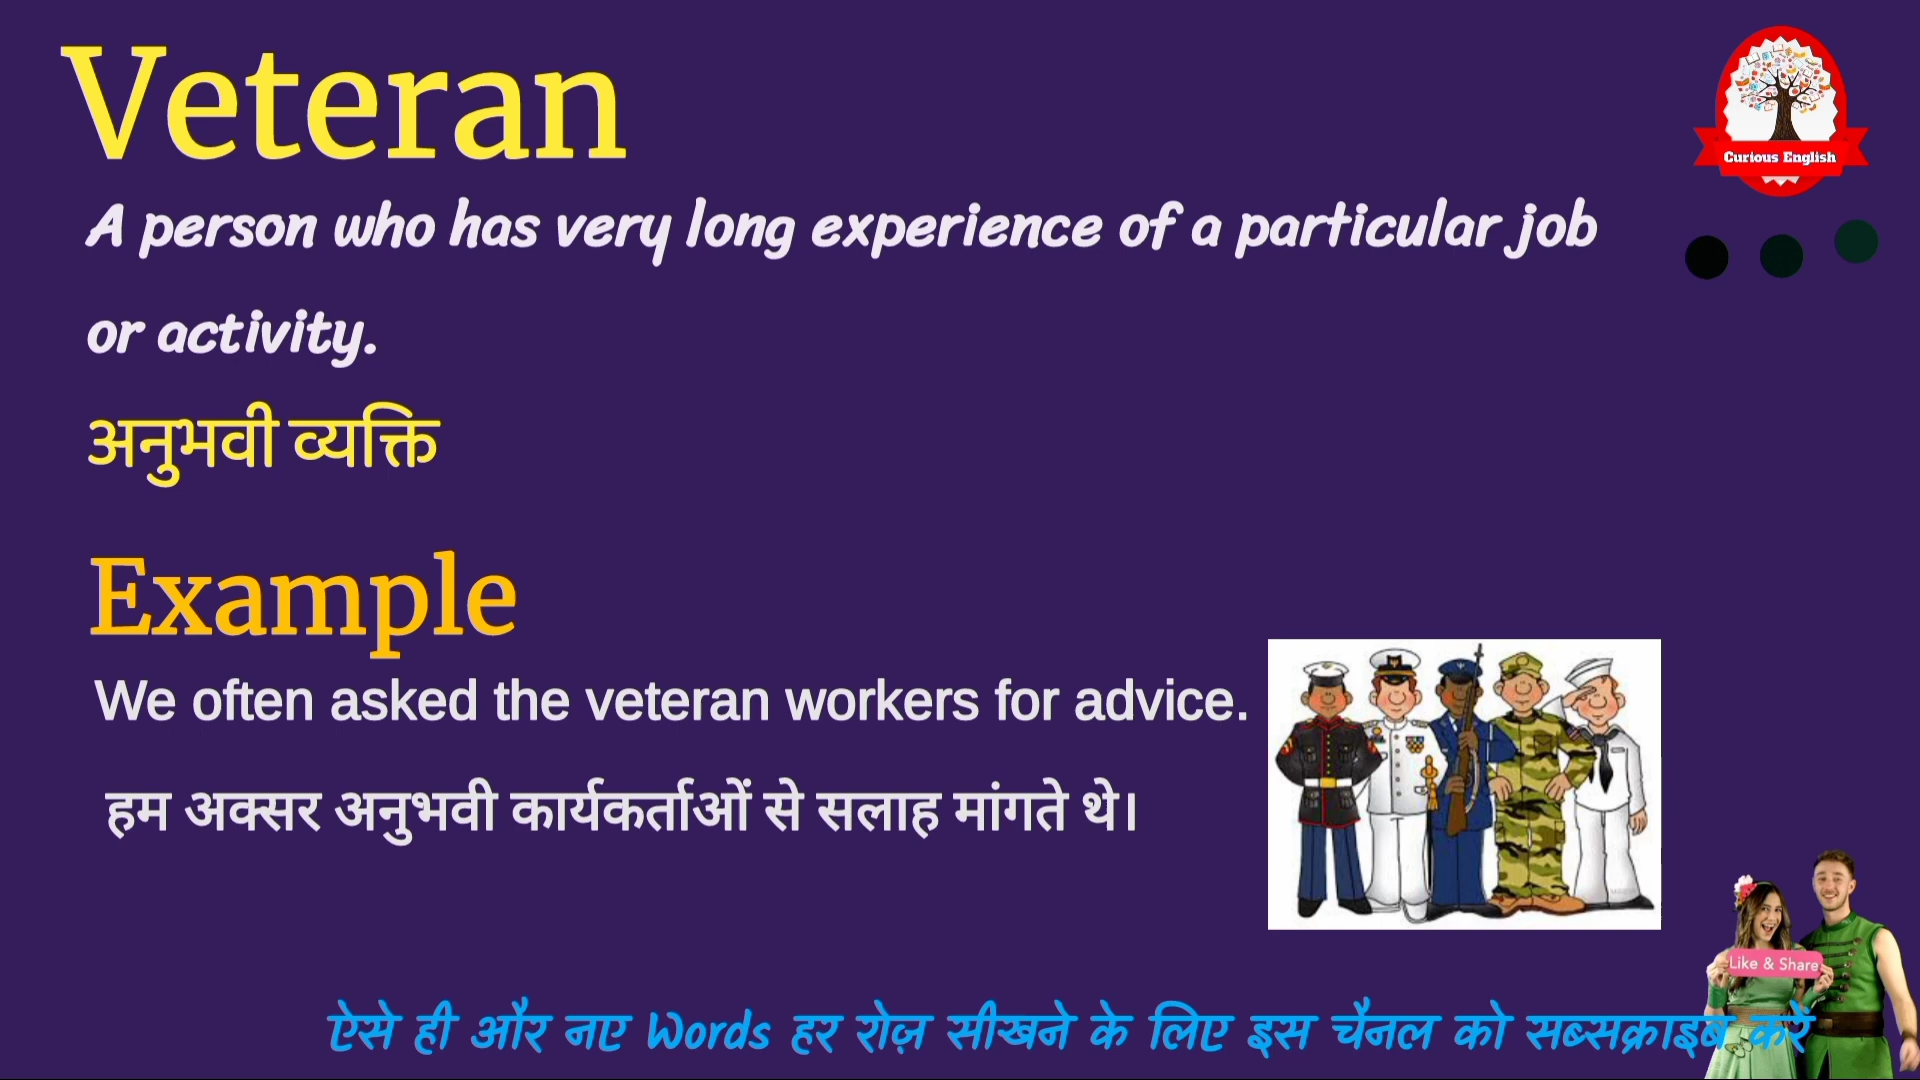 Veteran
Curious English
A person who has very long experience of a particular job
or activity.
अनुभवी व्यक्ति
Example
We often asked the veteran workers for advice.
हम अक्सर अनुभवी कार्यकर्ताओं से सलाह मांगते थे।
Like & Share
ऐसे ही और नए Words हर रोज़ सीखने के लिए इस चैनल को सब्सक्राइब करें